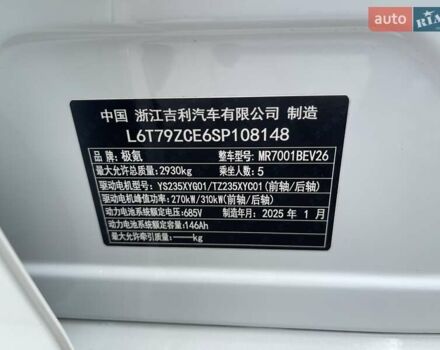 AUTO RIA
中国 浙江吉利汽车有限公司 制造
L6T79ZCE6SP108148
品牌: 极氪 整车型号: MR7001BEV26
最大允许总质量: 2930kg 乘坐人数: 5
驱动电机型号: YS235XYG01/TZ235XYC01(前轴/后轴)
驱动电机峰值功率: 270kW/310kW(前轴/后轴)
动力电池系统额定电压: 685V 制造年月: 2025 年 1 月
动力电池系统额定容量: 146Ah
最大允许牵引质量: ——kg